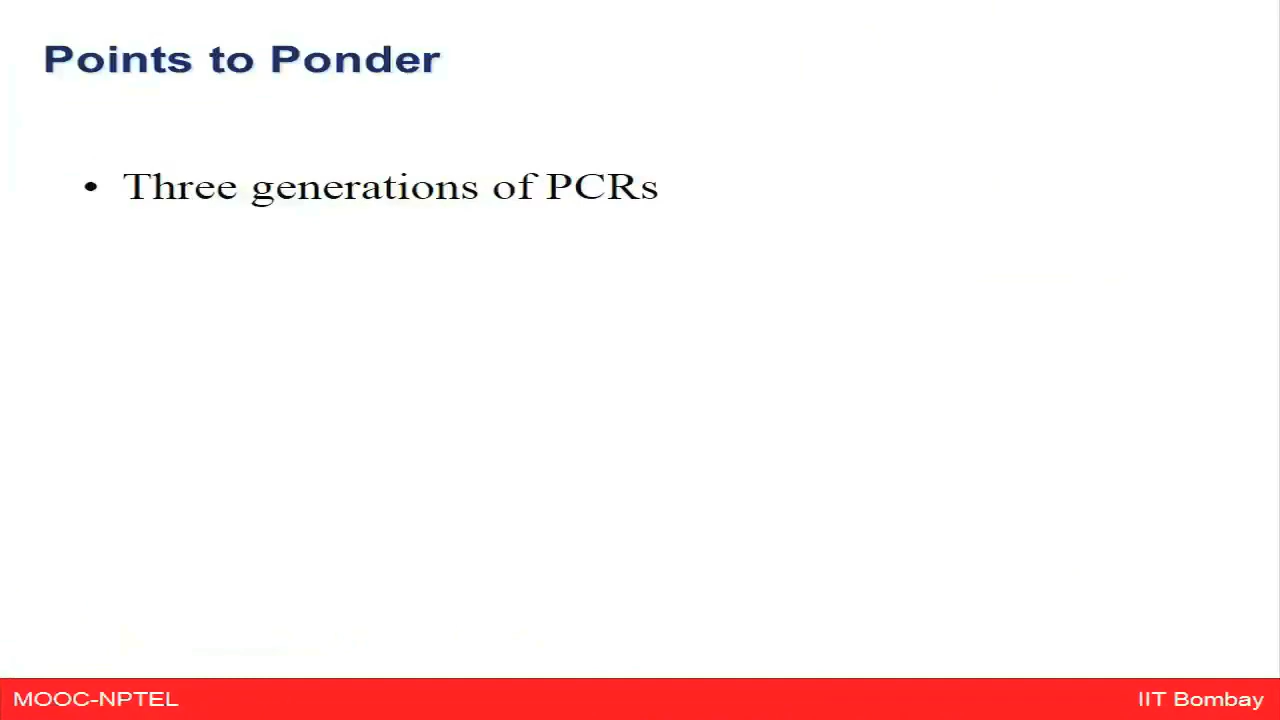 Points to Ponder
• Three generations of PCRs
MOOC-NPTEL
IIT Bombay